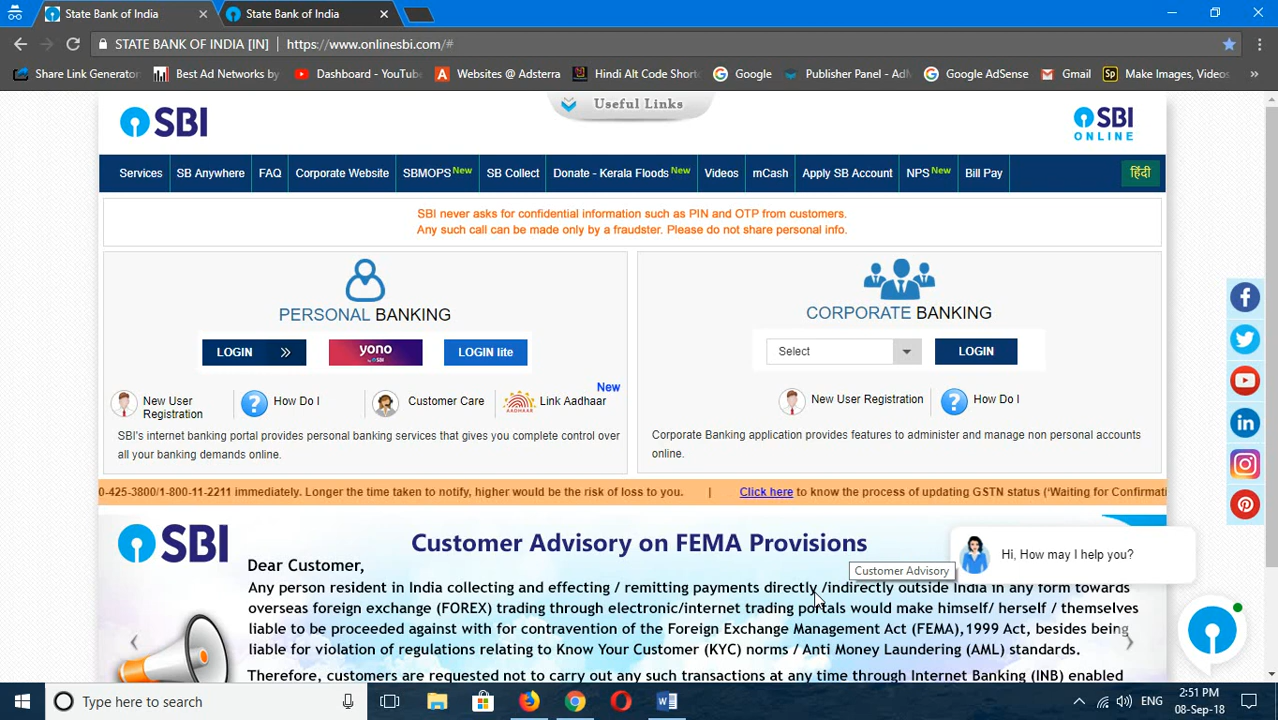 State Bank of India
State Bank of India
STATE BANK OF INDIA [IN]
https://www.onlinesbi.com/#
Share Link Generator
Best Ad Networks by
Dashboard - YouTube
Websites @ Adsterra
Hindi Alt Code Short
Google
Publisher Panel - AdM
Google AdSense
Gmail
Sp
Make Images, Videos
»
Useful Links
SBI
SBI
ONLINE
Services
SB Anywhere
FAQ
Corporate Website
SBMOPS New
SB Collect
Donate - Kerala Floods New
Videos
mCash
Apply SB Account
NPS New
Bill Pay
हिंदी
SBI never asks for confidential information such as PIN and OTP from customers.
Any such call can be made only by a fraudster. Please do not share personal info.
PERSONAL BANKING
LOGIN
yono
by SBI
LOGIN lite
New User
Registration
How Do I
Customer Care
New
AADHAAR
Link Aadhaar
SBI's internet banking portal provides personal banking services that gives you complete control over
all your banking demands online.
CORPORATE BANKING
Select
LOGIN
New User Registration
How Do I
Corporate Banking application provides features to administer and manage non personal accounts
online.
0-425-3800/1-800-11-2211 immediately. Longer the time taken to notify, higher would be the risk of loss to you. | Click here to know the process of updating GSTN status ('Waiting for Confirmati
SBI
Customer Advisory on FEMA Provisions
Dear Customer,
Any person resident in India collecting and effecting / remitting payments directly /indirectly outside India in any form towards
overseas foreign exchange (FOREX) trading through electronic/internet trading portals would make himself/ herself / themselves
liable to be proceeded against with for contravention of the Foreign Exchange Management Act (FEMA),1999 Act, besides being
liable for violation of regulations relating to Know Your Customer (KYC) norms / Anti Money Laundering (AML) standards.
Therefore, customers are requested not to carry out any such transactions at any time through Internet Banking (INB) enabled
Customer Advisory
Hi, How may I help you?
Type here to search
ENG
2:51 PM
08-Sep-18